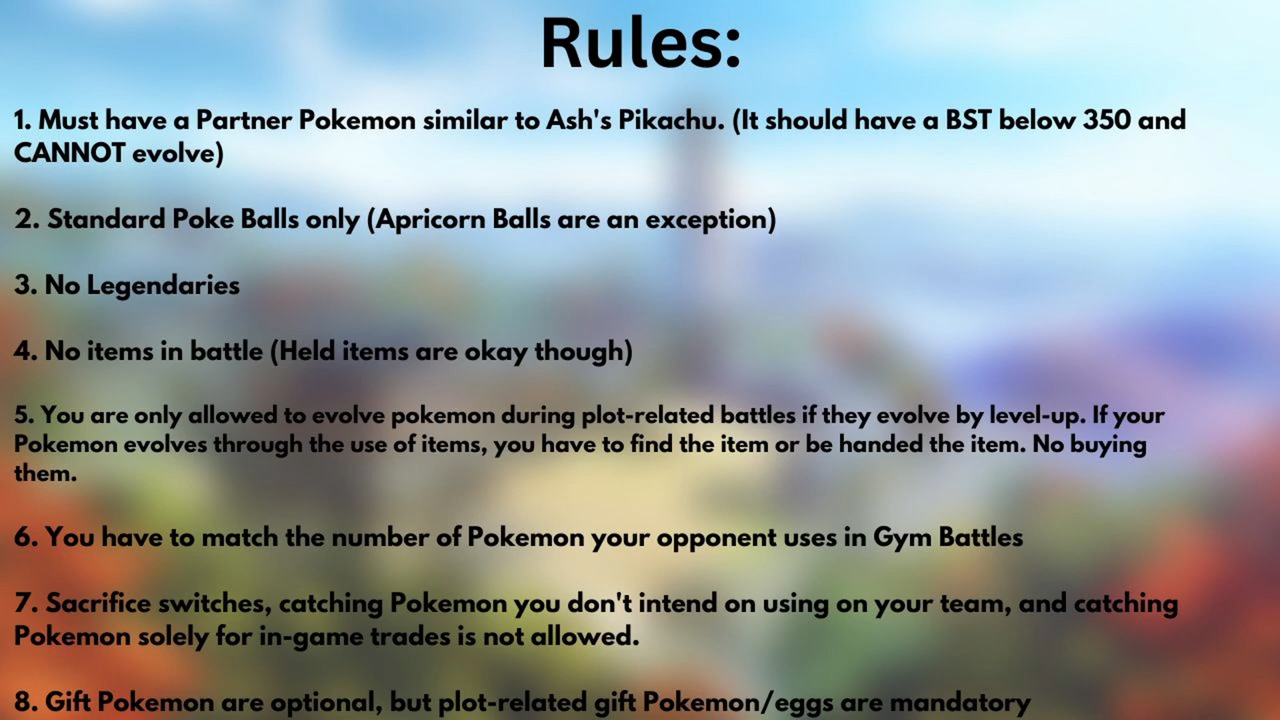 Rules:
1. Must have a Partner Pokemon similar to Ash's Pikachu. (It should have a BST below 350 and
CANNOT evolve)
2. Standard Poke Balls only (Apricorn Balls are an exception)
3. No Legendaries
4. No items in battle (Held items are okay though)
5. You are only allowed to evolve pokemon during plot-related battles if they evolve by level-up. If your
Pokemon evolves through the use of items, you have to find the item or be handed the item. No buying
them.
6. You have to match the number of Pokemon your opponent uses in Gym Battles
7. Sacrifice switches, catching Pokemon you don't intend on using on your team, and catching
Pokemon solely for in-game trades is not allowed.
8. Gift Pokemon are optional, but plot-related gift Pokemon/eggs are mandatory